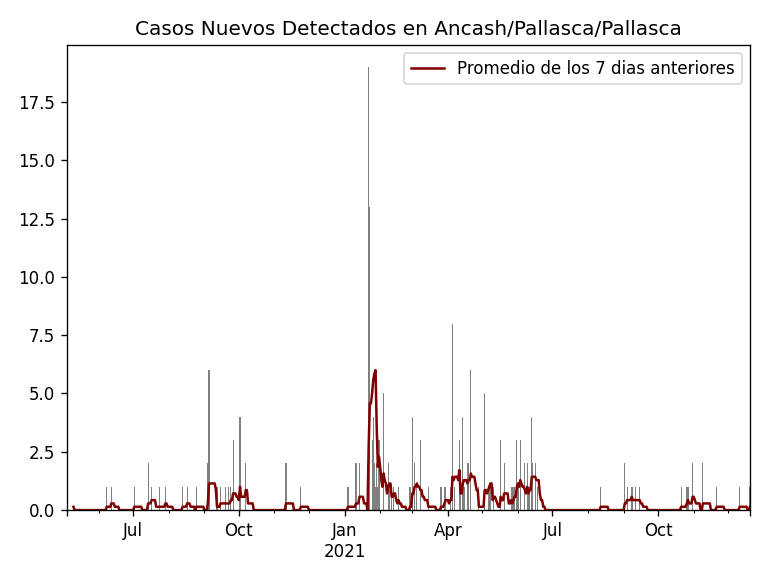 Casos Nuevos Detectados en Ancash/Pallasca/Pallasca
Promedio de los 7 dias anteriores
17.5
15.0
12.5
10.0
7.5
5.0
2.5
0.0
Jul
Oct
Jan
2021
Apr
Jul
Oct